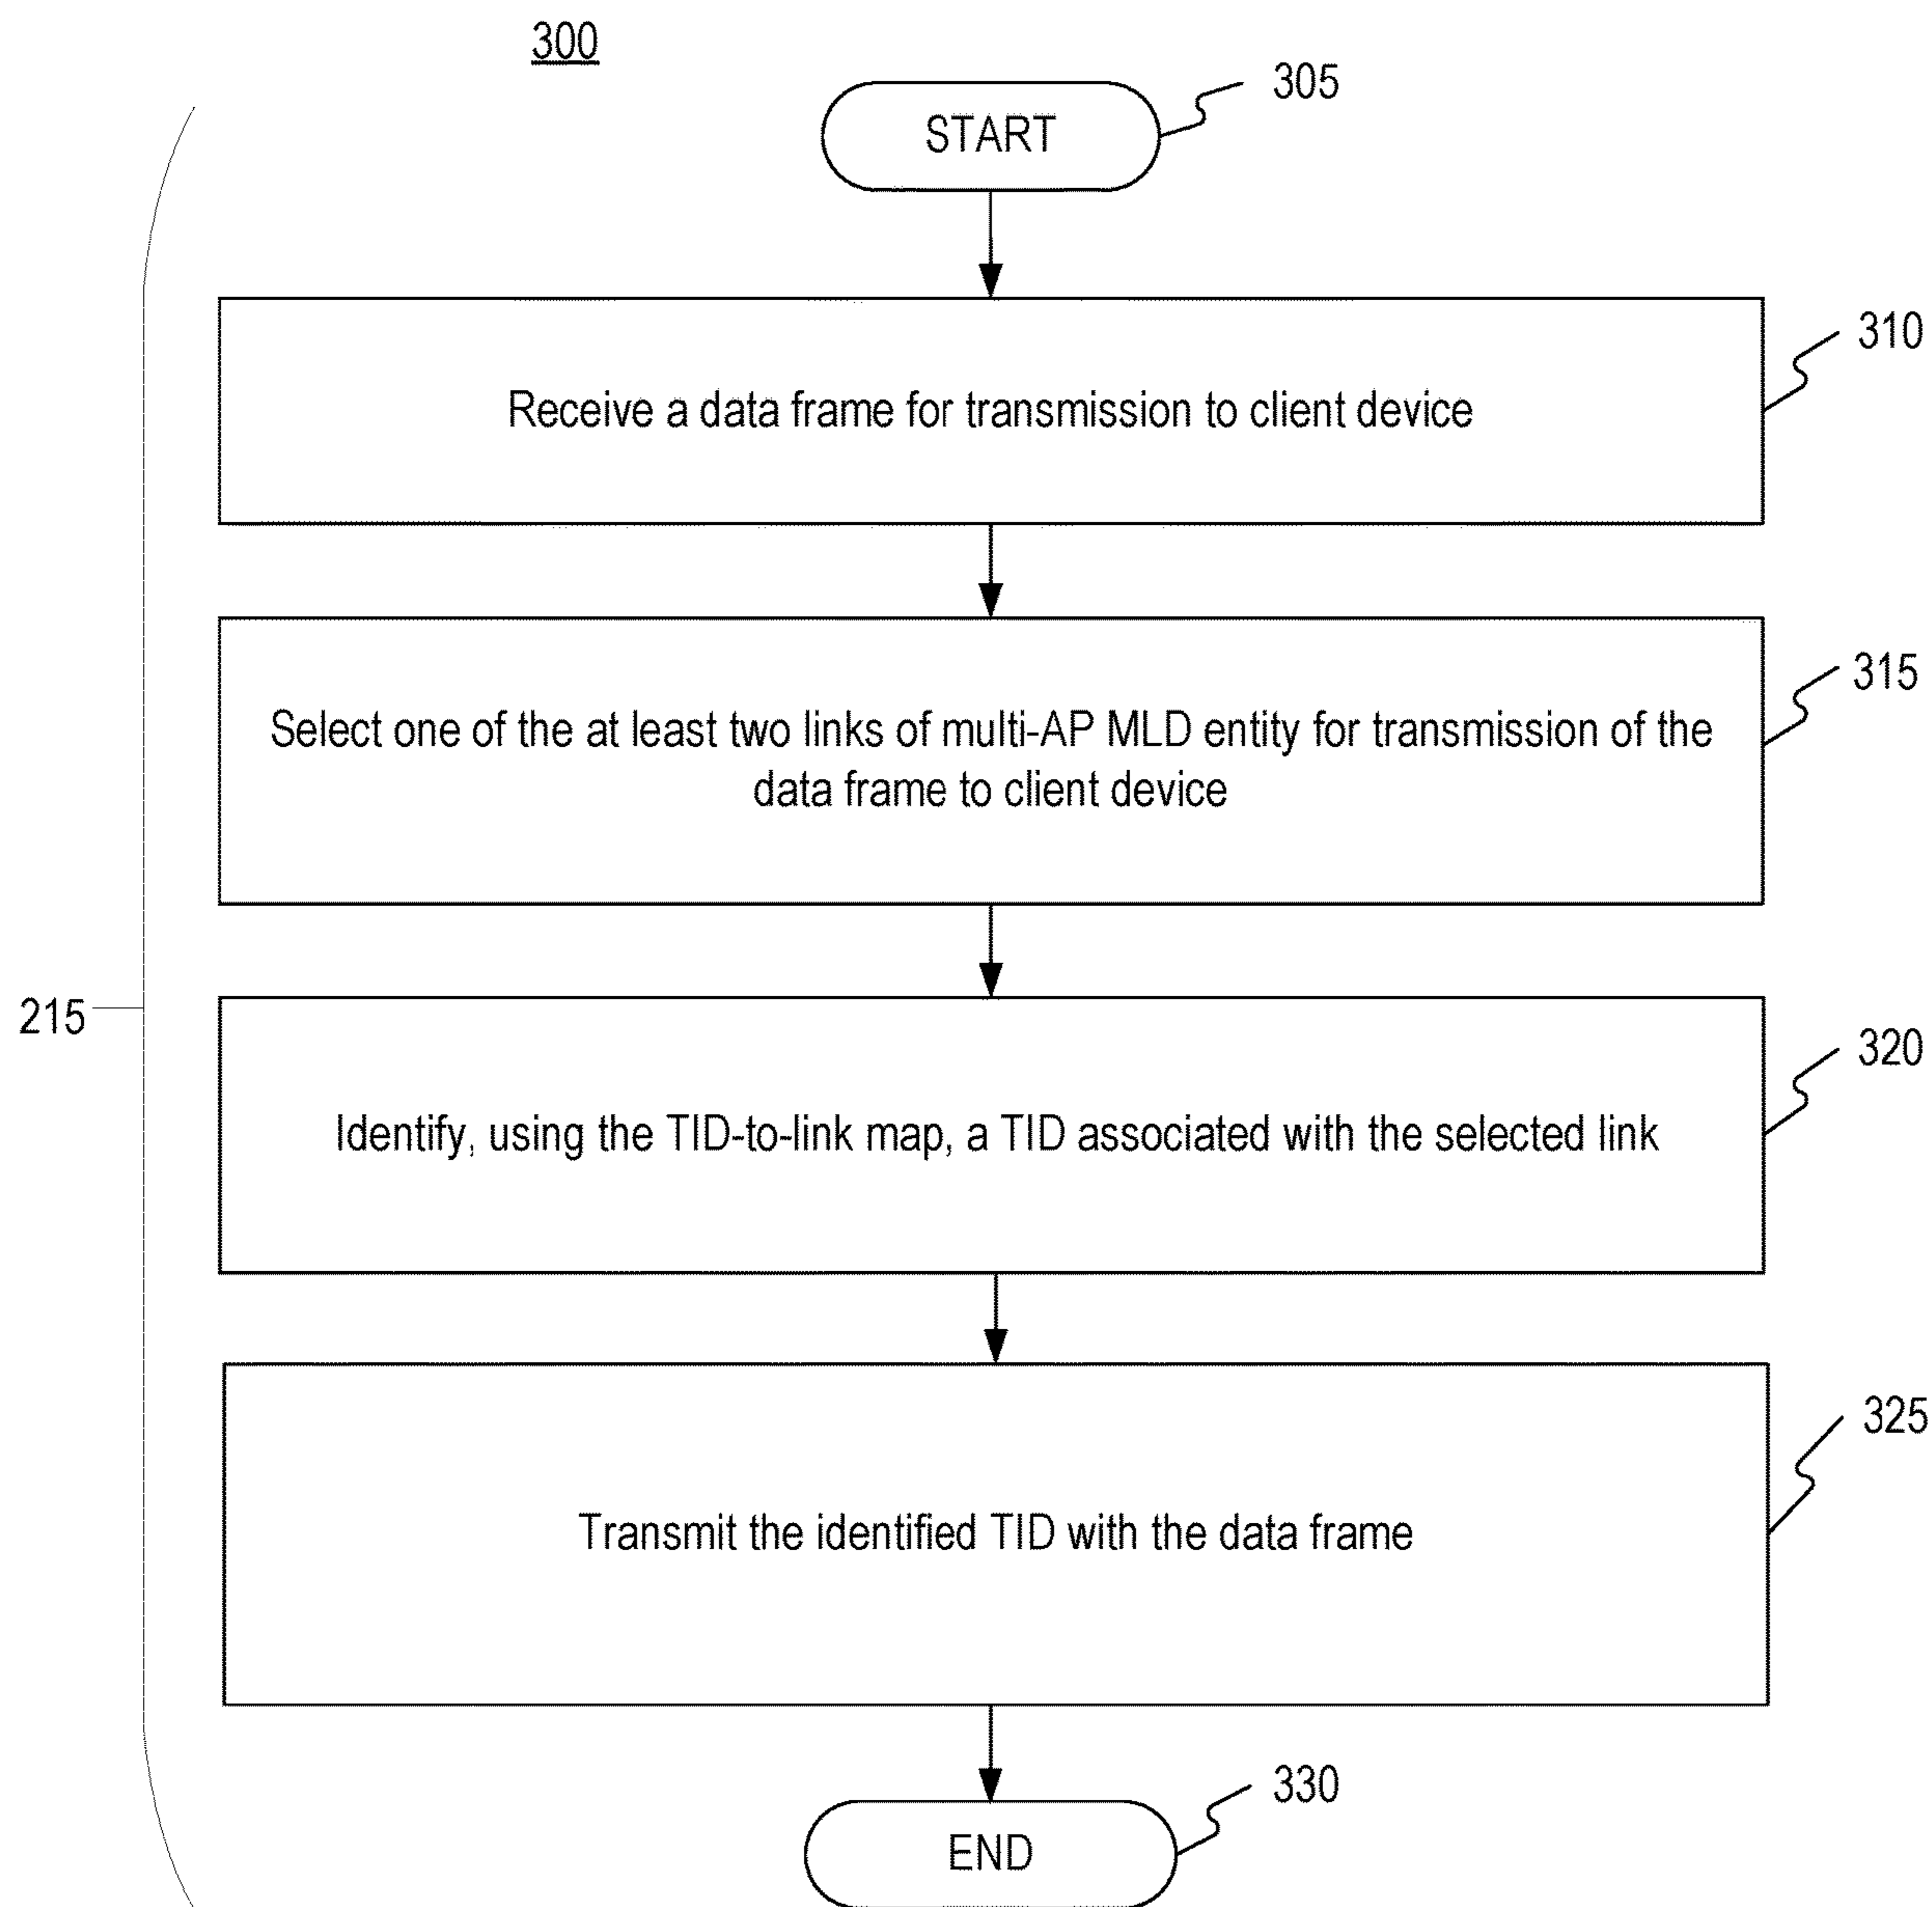 300
START
305
Receive a data frame for transmission to client device
310
Select one of the at least two links of multi-AP MLD entity for transmission of the
data frame to client device
315
215
Identify, using the TID-to-link map, a TID associated with the selected link
320
Transmit the identified TID with the data frame
325
END
330